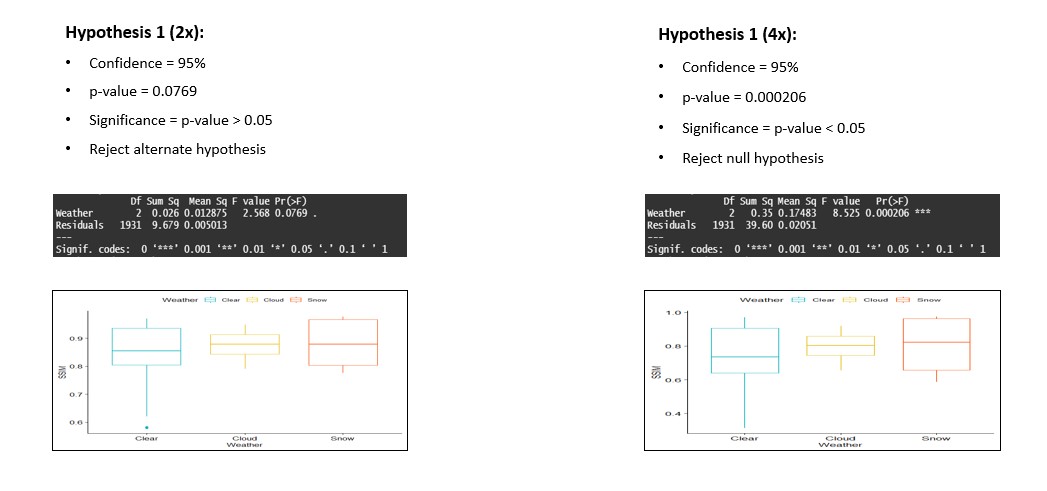 Hypothesis 1 (2x):
• Confidence = 95%
• p-value = 0.0769
• Significance = p-value > 0.05
• Reject alternate hypothesis
Df Sum Sq Mean Sq F value Pr(>F)
Weather 2 0.026 0.012875 2.568 0.0769 .
Residuals 1931 9.679 0.005013
---
Signif. codes: 0 '***' 0.001 '**' 0.01 '*' 0.05 '.' 0.1 ' ' 1
Weather Clear Cloud Snow
SSM
0.9
0.8
0.7
0.6
Clear Cloud Snow
Weather
Hypothesis 1 (4x):
• Confidence = 95%
• p-value = 0.000206
• Significance = p-value < 0.05
• Reject null hypothesis
Df Sum Sq Mean Sq F value Pr(>F)
Weather 2 0.35 0.17483 8.525 0.000206 ***
Residuals 1931 39.60 0.02051
---
Signif. codes: 0 '***' 0.001 '**' 0.01 '*' 0.05 '.' 0.1 ' ' 1
Weather Clear Cloud Snow
SSM
1.0
0.8
0.6
0.4
Clear Cloud Snow
Weather